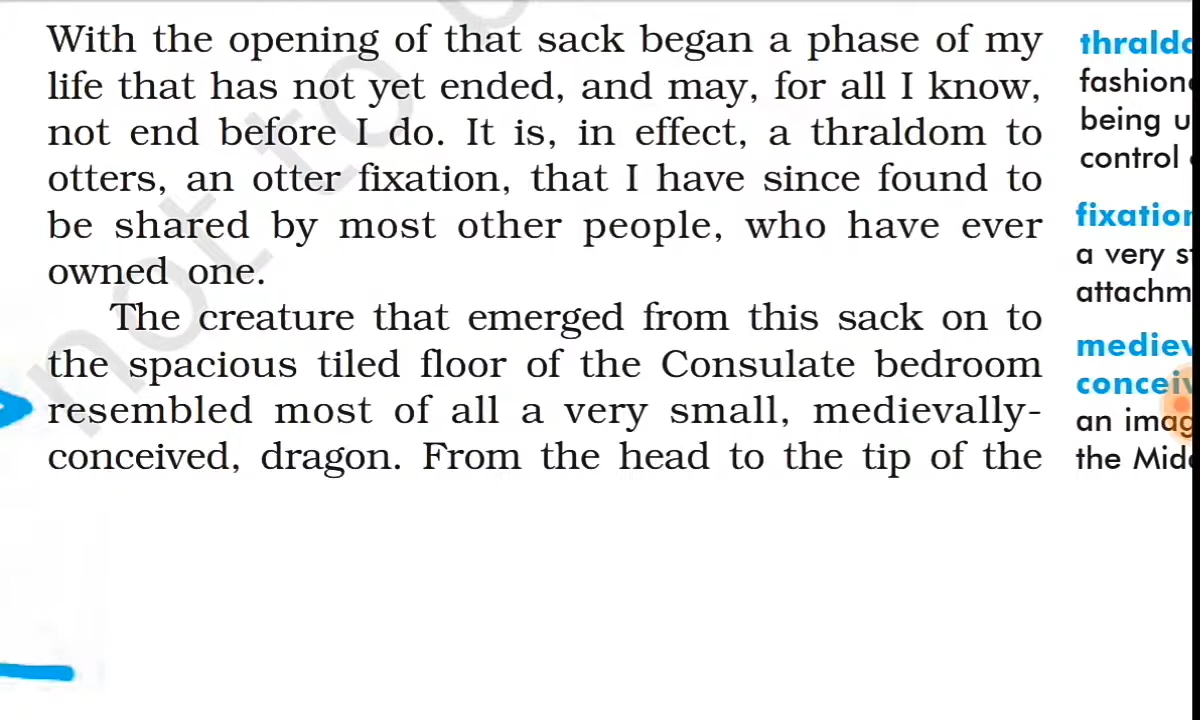 With the opening of that sack began a phase of my
life that has not yet ended, and may, for all I know,
not end before I do. It is, in effect, a thraldom to
otters, an otter fixation, that I have since found to
be shared by most other people, who have ever
owned one.
The creature that emerged from this sack on to
the spacious tiled floor of the Consulate bedroom
resembled most of all a very small, medievally-
conceived, dragon. From the head to the tip of the
fashion
being u
control
a very s
attachm
an imag
the Mid
not to